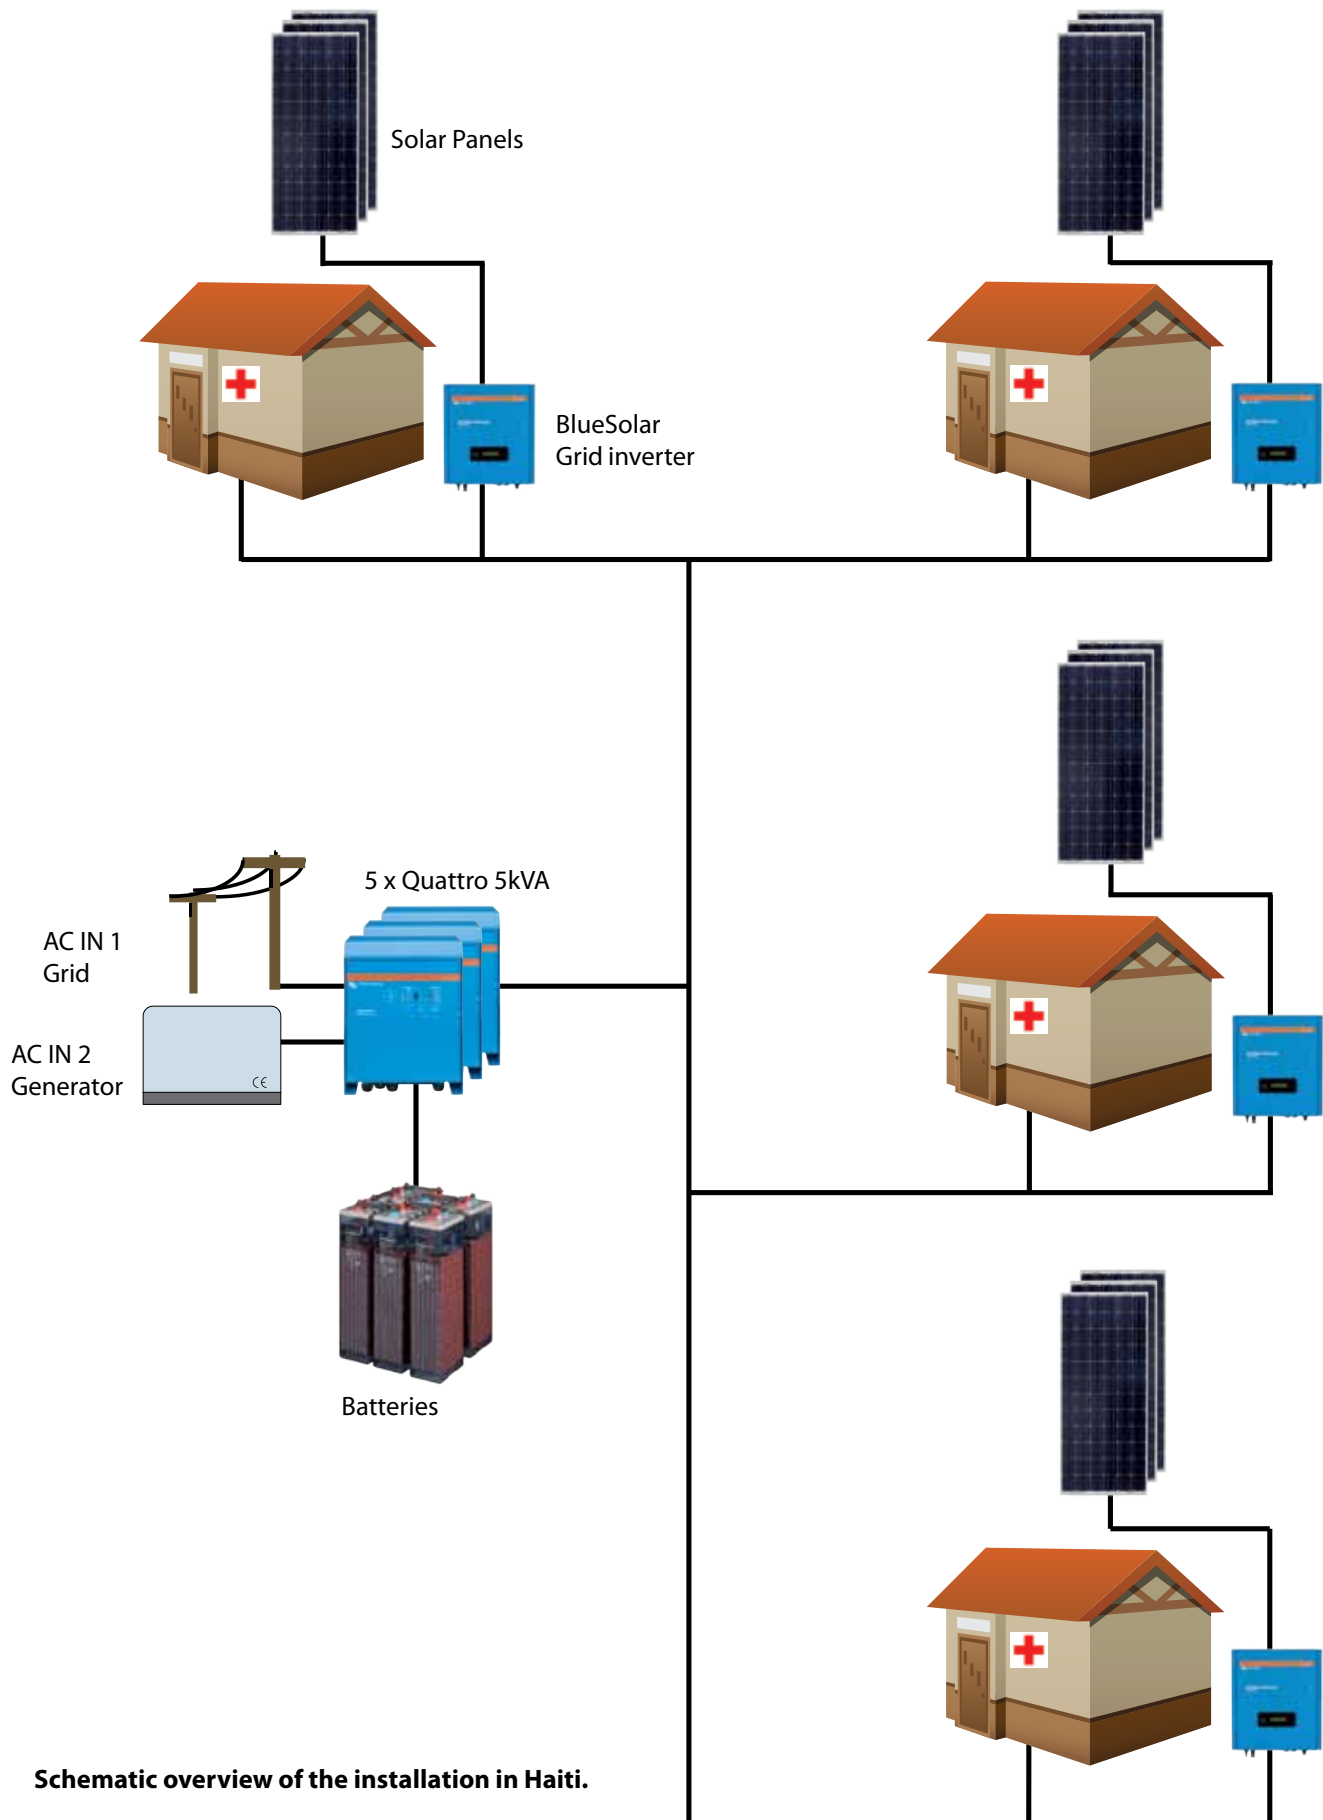 Solar Panels
BlueSolar
Grid inverter
5 x Quattro 5kVA
AC IN 1
Grid
AC IN 2
Generator
CE
Batteries
Schematic overview of the installation in Haiti.